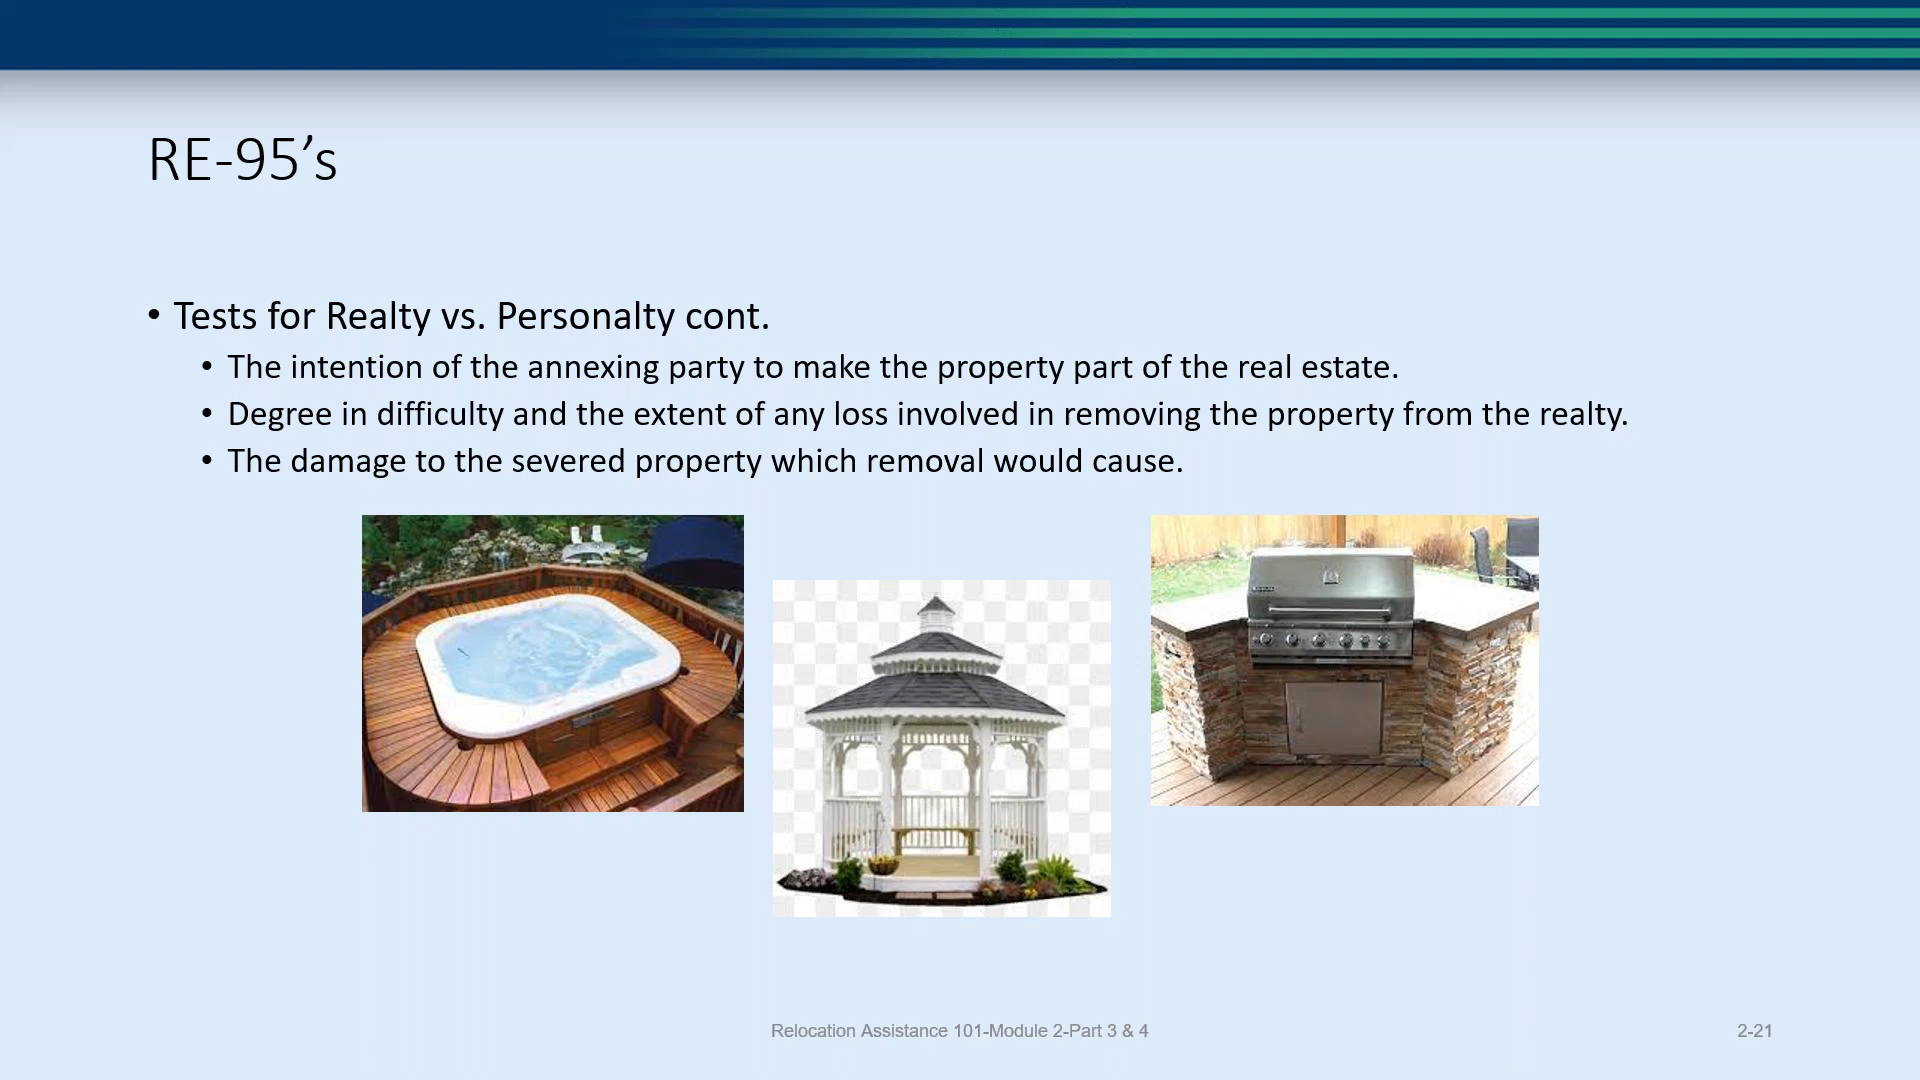 RE-95’s
• Tests for Realty vs. Personalty cont.
• The intention of the annexing party to make the property part of the real estate.
• Degree in difficulty and the extent of any loss involved in removing the property from the realty.
• The damage to the severed property which removal would cause.
Relocation Assistance 101-Module 2-Part 3 & 4
2-21